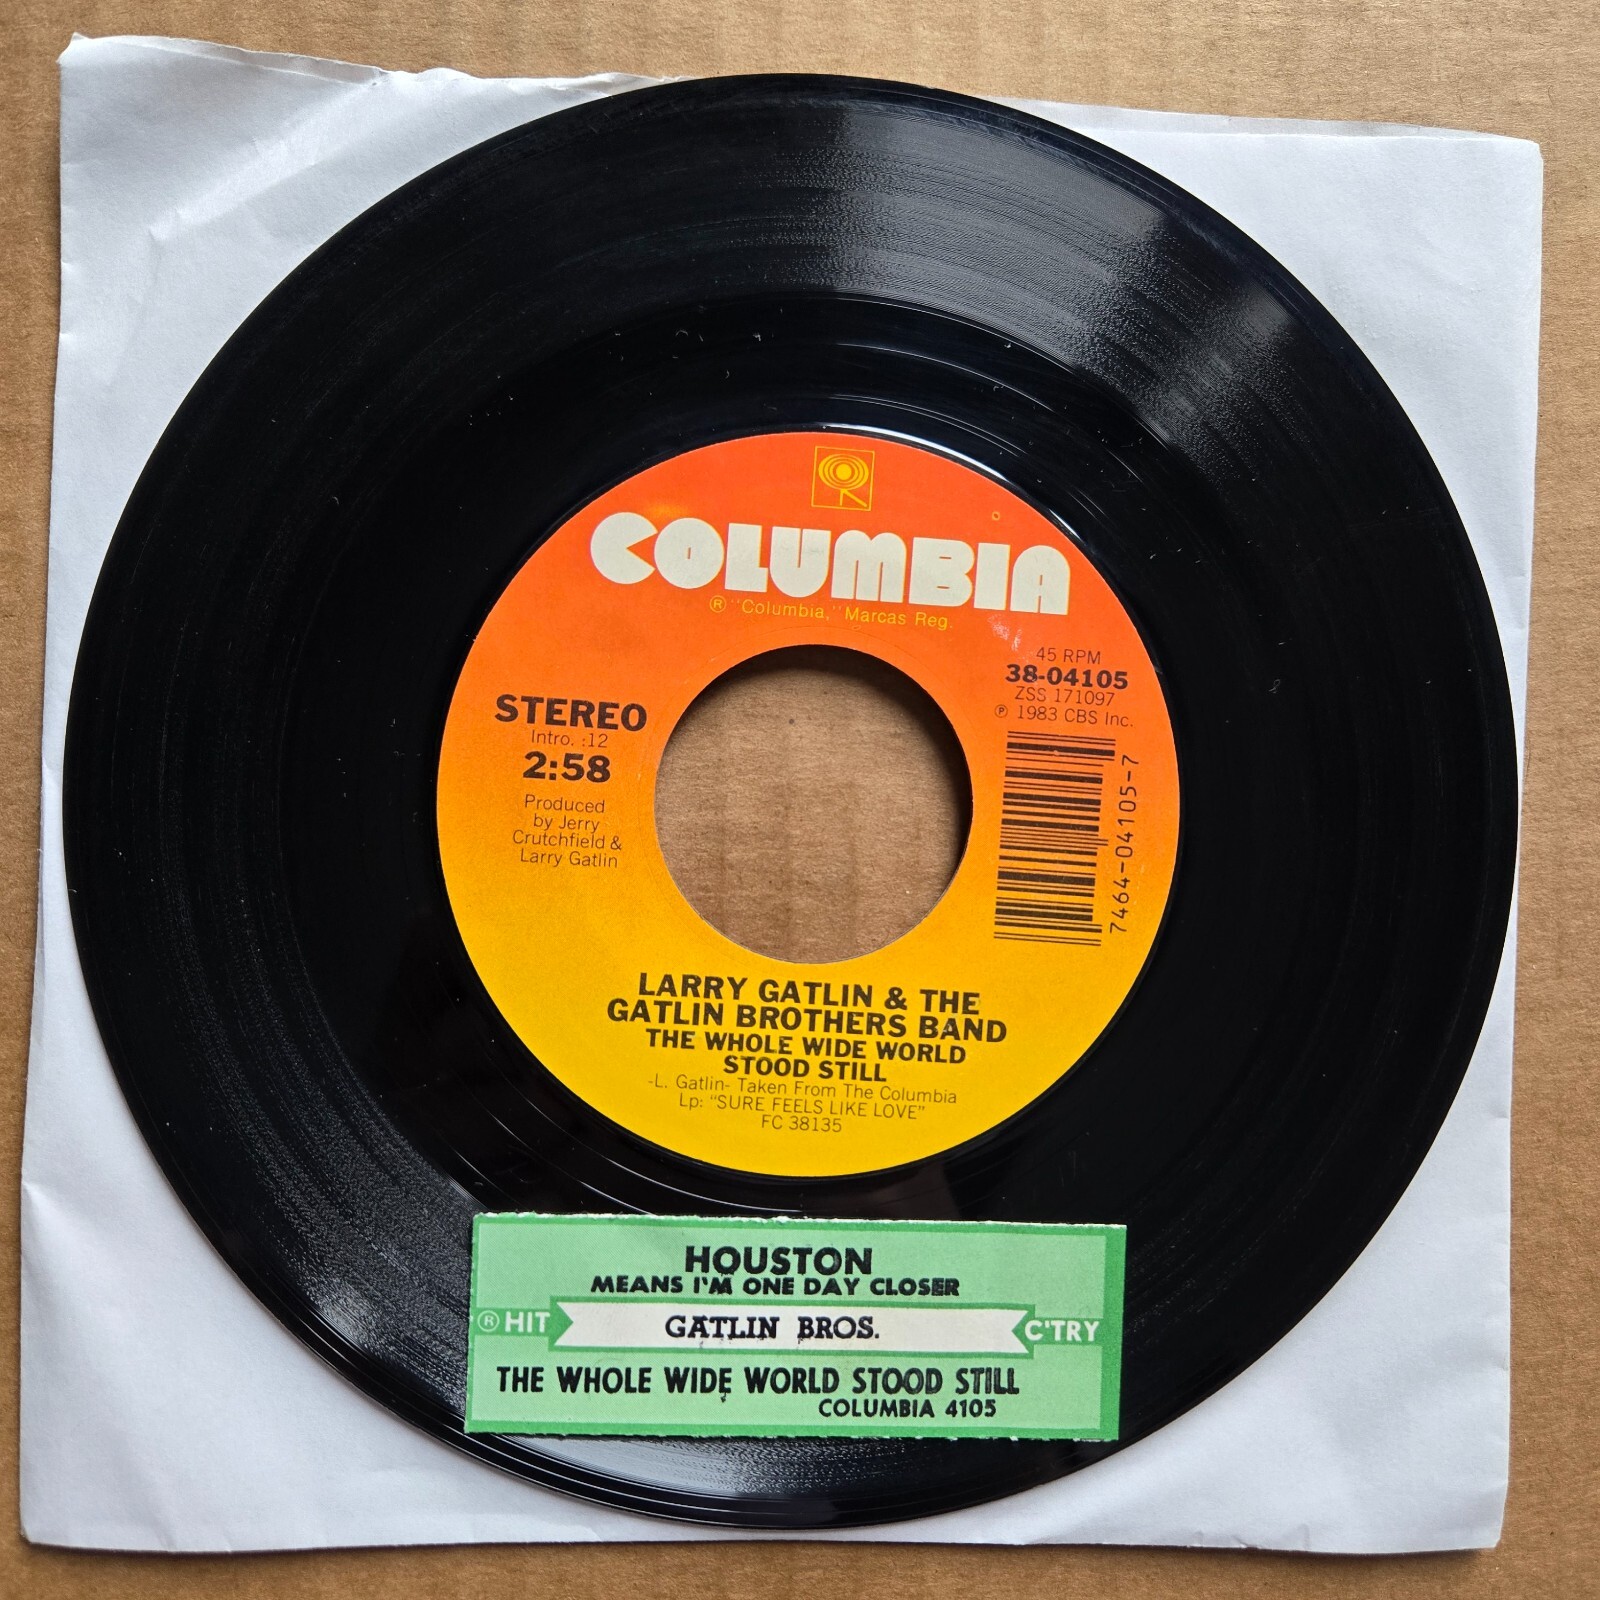 COLUMBIA
® "Columbia," Marcas Reg.
45 RPM
38-04105
ZSS 171097
℗ 1983 CBS Inc.
STEREO
Intro. :12
2:58
Produced
by Jerry
Crutchfield &
Larry Gatlin
7464-04105-7
LARRY GATLIN & THE
GATLIN BROTHERS BAND
THE WHOLE WIDE WORLD
STOOD STILL
-L. Gatlin- Taken From The Columbia
Lp: "SURE FEELS LIKE LOVE"
FC 38135
HOUSTON
MEANS I'M ONE DAY CLOSER
® HIT GATLIN BROS. C'TRY
THE WHOLE WIDE WORLD STOOD STILL
COLUMBIA 4105